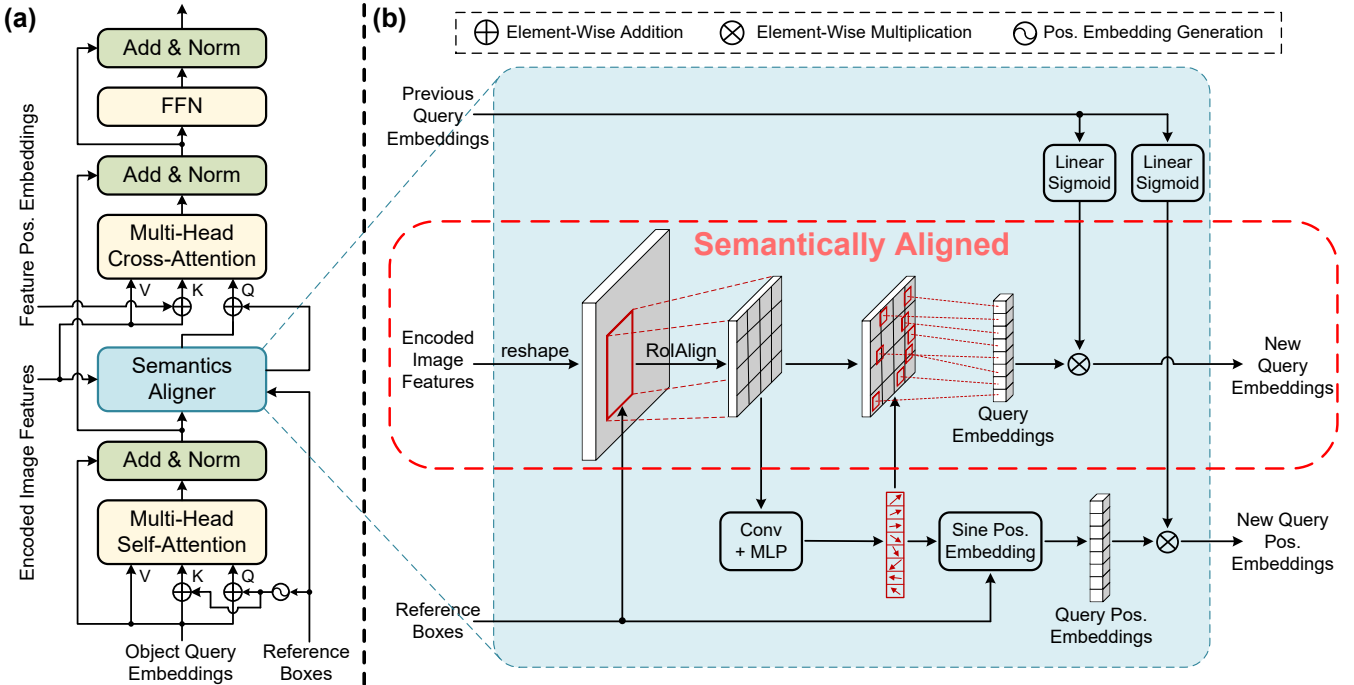 (a)
Add & Norm
FFN
Add & Norm
Multi-Head
Cross-Attention
V
K
Q
Semantics
Aligner
Add & Norm
Multi-Head
Self-Attention
V
K
Q
Object Query
Embeddings
Reference
Boxes
Feature Pos. Embeddings
Encoded Image Features
(b)
Element-Wise Addition
Element-Wise Multiplication
Pos. Embedding Generation
Previous
Query
Embeddings
Linear
Sigmoid
Linear
Sigmoid
Semantically Aligned
Encoded
Image
Features
reshape
RoIAlign
Query
Embeddings
New
Query
Embeddings
Conv
+ MLP
Sine Pos.
Embedding
Query Pos.
Embeddings
New Query
Pos.
Embeddings
Reference
Boxes